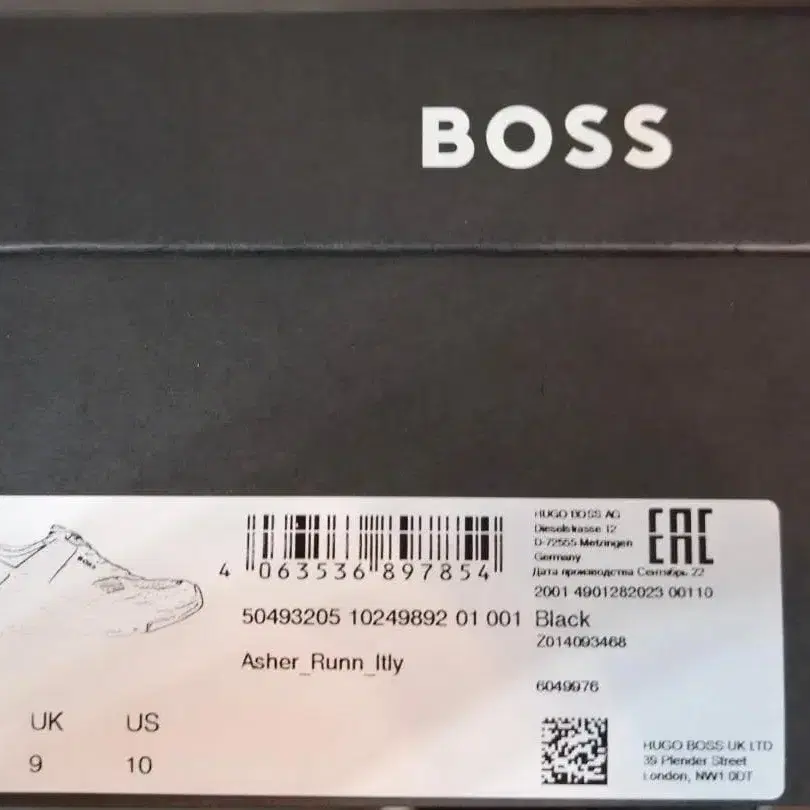 BOSS
4 063536 897854
50493205 10249892 01 001 Black
Asher_Runn_ltly
UK US
9 10
HUGO BOSS AG
Dieselstrasse 12
D-72555 Metzingen
Germany
Дата производства Сентябрь 22
EAC
2001 4901282023 00110
Z014093468
6049976
HUGO BOSS UK LTD
39 Plender Street
London, NW1 0DT